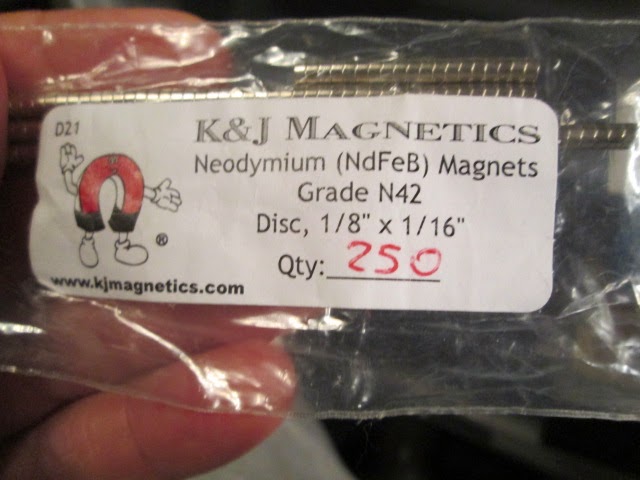 D21
K&J MAGNETICS
Neodymium (NdFeB) Magnets
Grade N42
Disc, 1/8" x 1/16"
Qty: 250
®
www.kjmagnetics.com